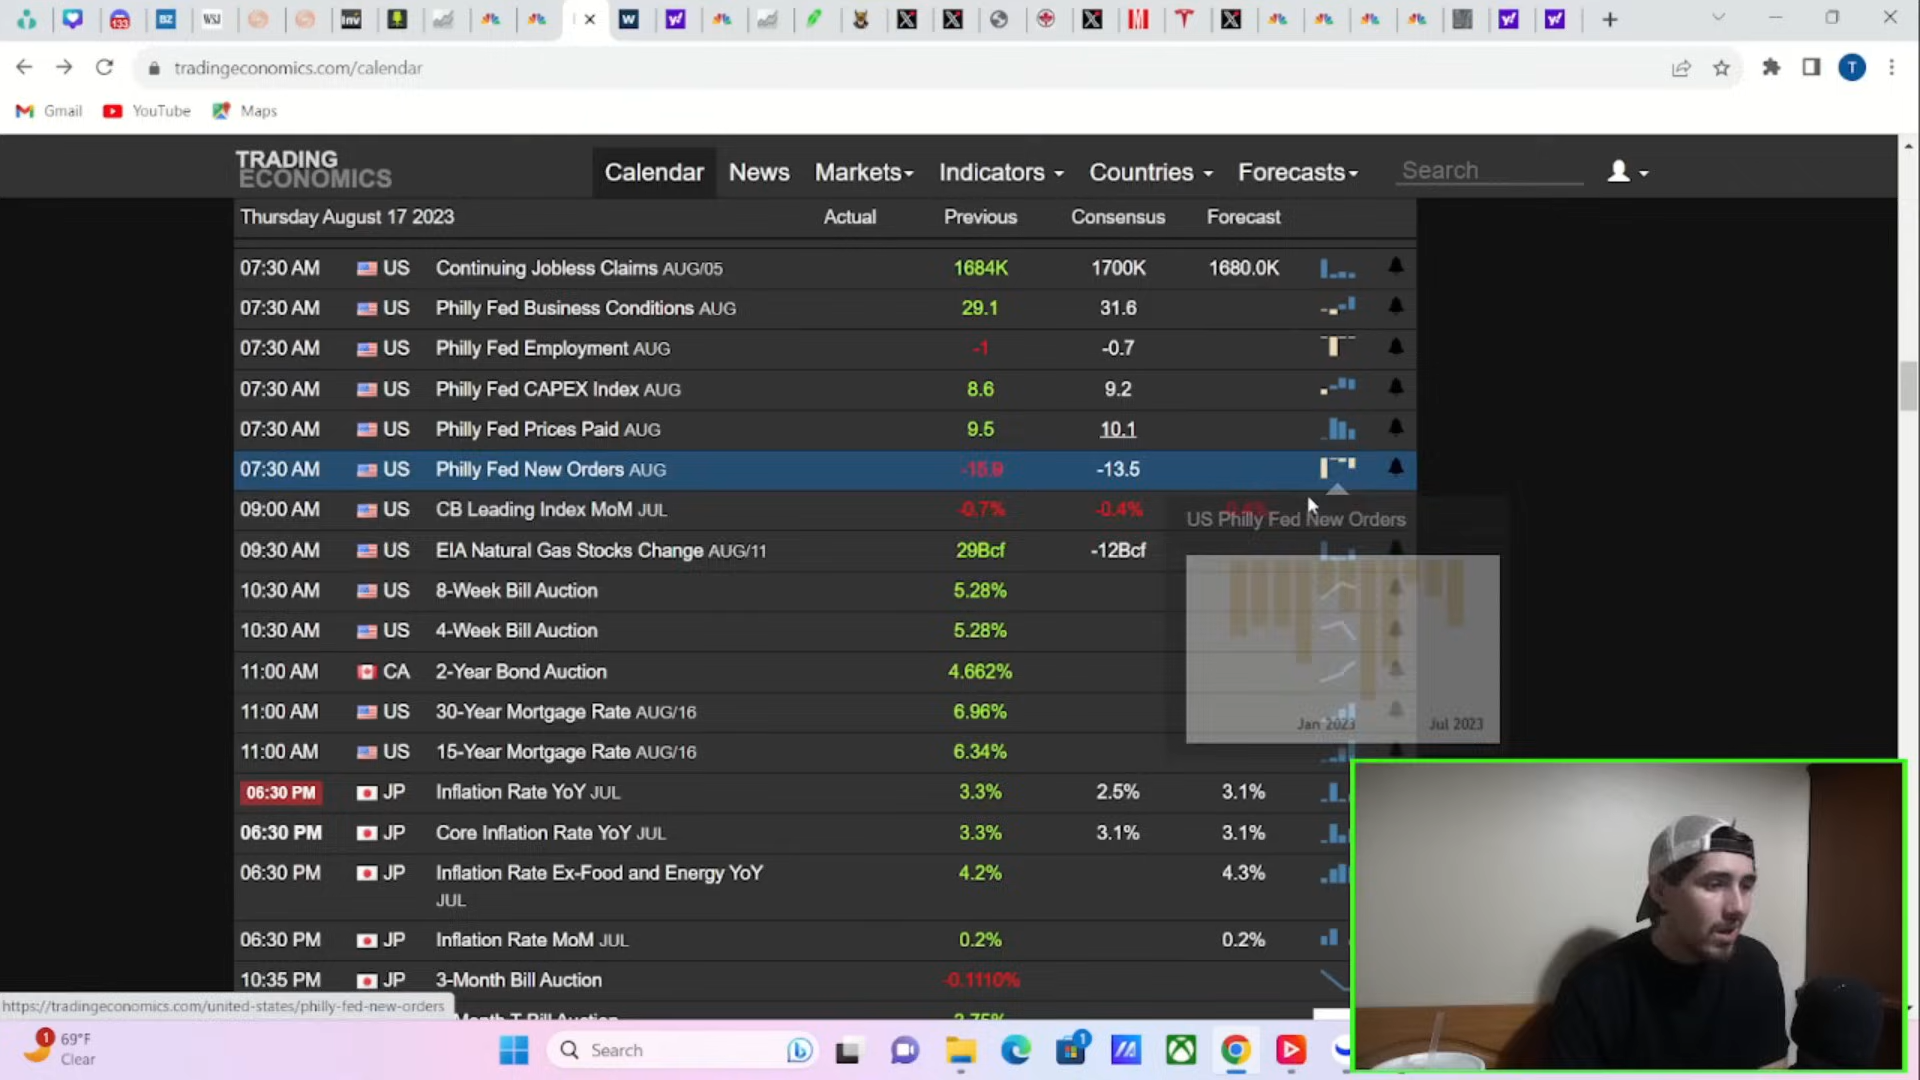 133
BZ
WSJ
Inv
W
y!
M
y!
y!
tradingeconomics.com/calendar
T
Gmail YouTube Maps
TRADING
ECONOMICS
Calendar News Markets Indicators Countries Forecasts Search
Thursday August 17 2023 Actual Previous Consensus Forecast
07:30 AM US Continuing Jobless Claims AUG/05 1684K 1700K 1680.0K
07:30 AM US Philly Fed Business Conditions AUG 29.1 31.6
07:30 AM US Philly Fed Employment AUG -1 -0.7
07:30 AM US Philly Fed CAPEX Index AUG 8.6 9.2
07:30 AM US Philly Fed Prices Paid AUG 9.5 10.1
07:30 AM US Philly Fed New Orders AUG -15.9 -13.5
09:00 AM US CB Leading Index MoM JUL -0.7% -0.4% -0.4%
US Philly Fed New Orders
09:30 AM US EIA Natural Gas Stocks Change AUG/11 29Bcf -12Bcf
10:30 AM US 8-Week Bill Auction 5.28%
10:30 AM US 4-Week Bill Auction 5.28%
11:00 AM CA 2-Year Bond Auction 4.662%
11:00 AM US 30-Year Mortgage Rate AUG/16 6.96%
Jan 2023 Jul 2023
11:00 AM US 15-Year Mortgage Rate AUG/16 6.34%
06:30 PM JP Inflation Rate YoY JUL 3.3% 2.5% 3.1%
06:30 PM JP Core Inflation Rate YoY JUL 3.3% 3.1% 3.1%
06:30 PM JP Inflation Rate Ex-Food and Energy YoY 4.2% 4.3%
JUL
06:30 PM JP Inflation Rate MoM JUL 0.2% 0.2%
10:35 PM JP 3-Month Bill Auction -0.1110%
https://tradingeconomics.com/united-states/philly-fed-new-orders
1 69°F
Clear
Search
1